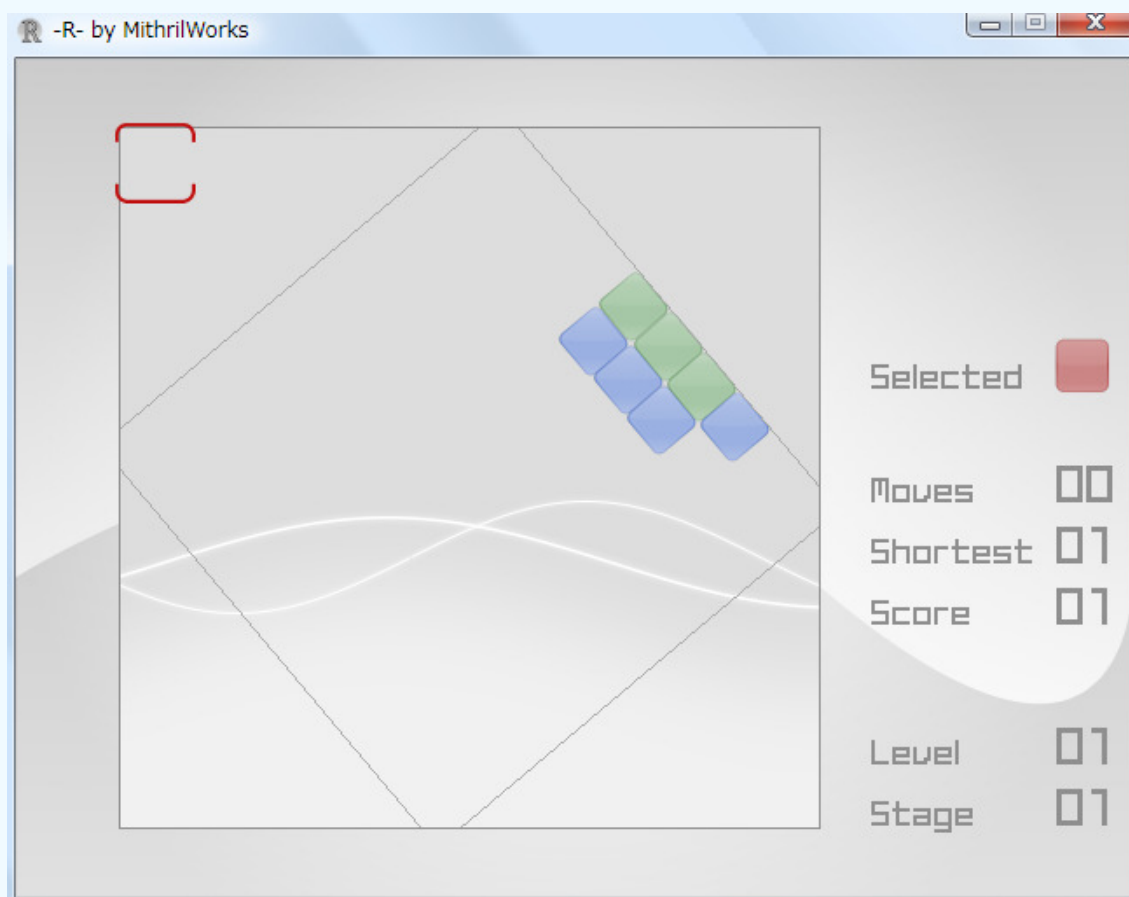 -R- by MithrilWorks
Selected
Moves 00
Shortest 01
Score 01
Level 01
Stage 01